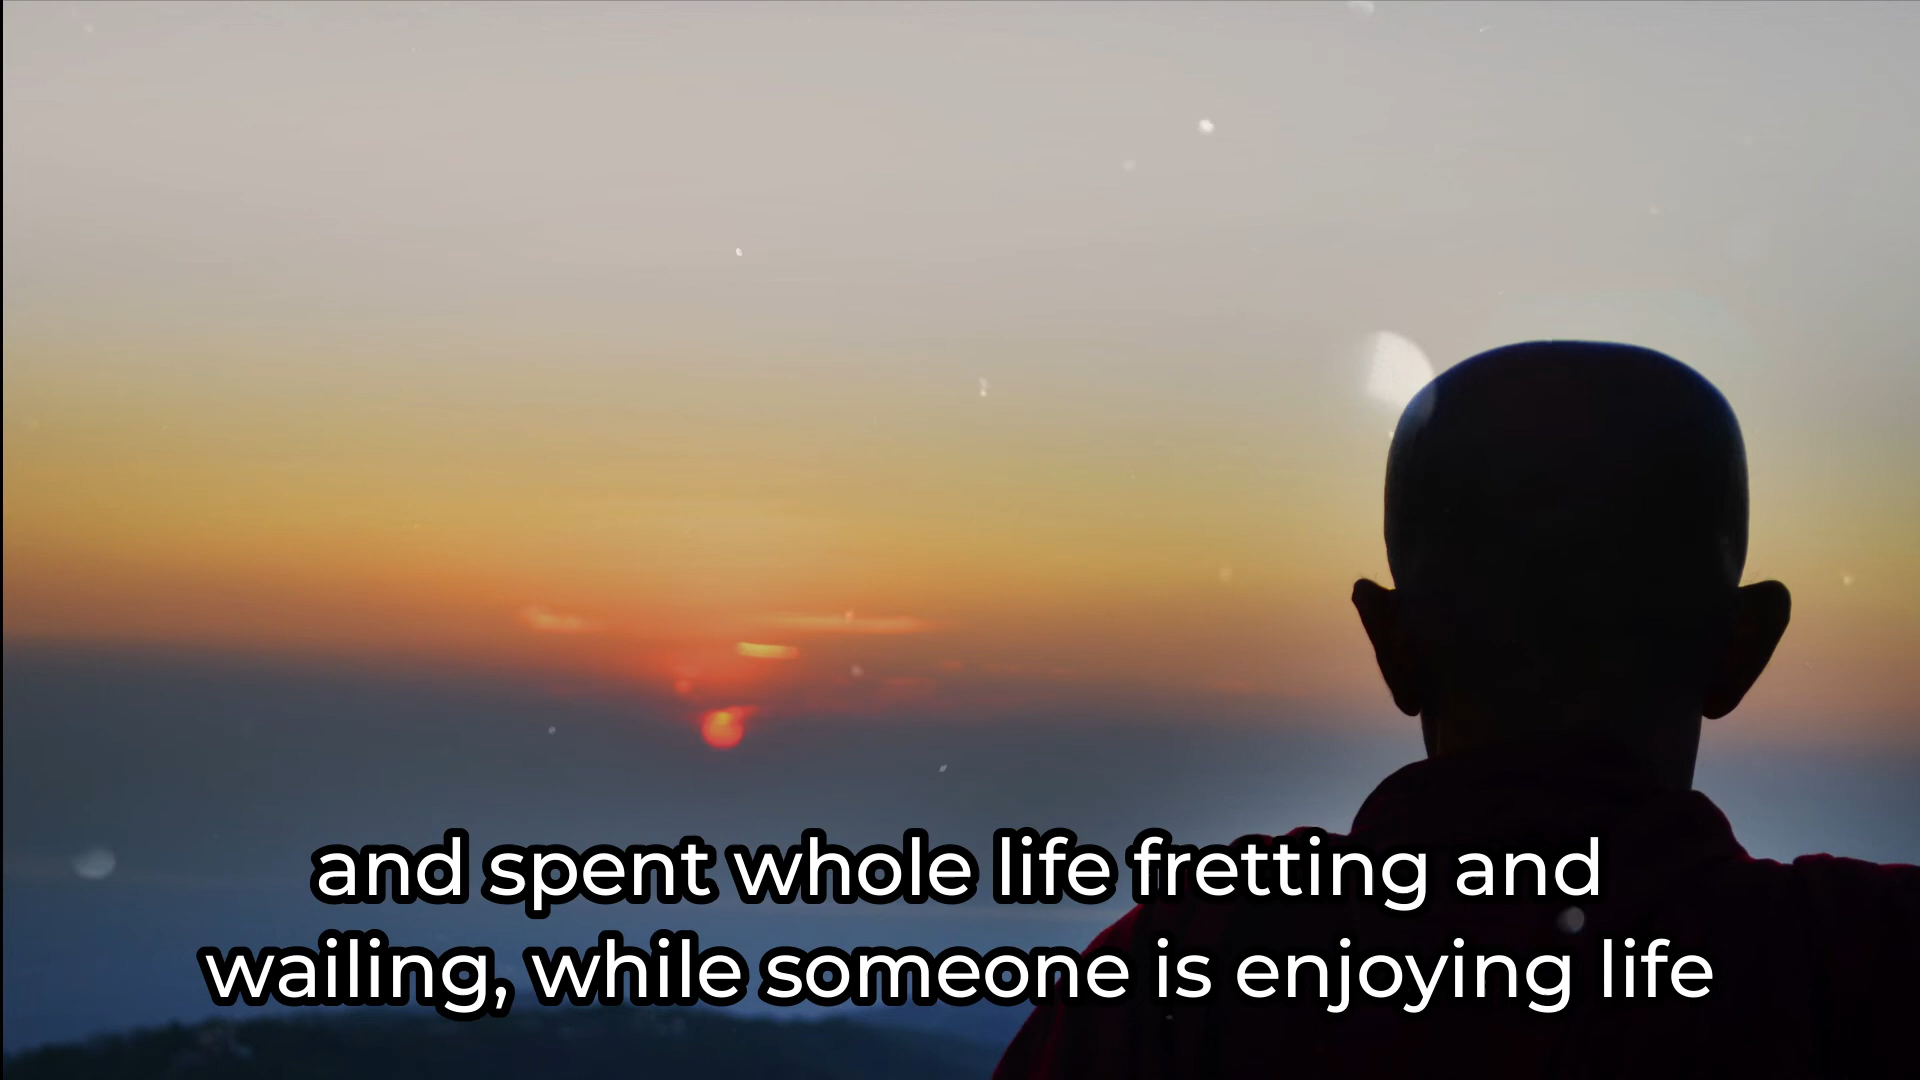 and spent whole life fretting and
wailing, while someone is enjoying life